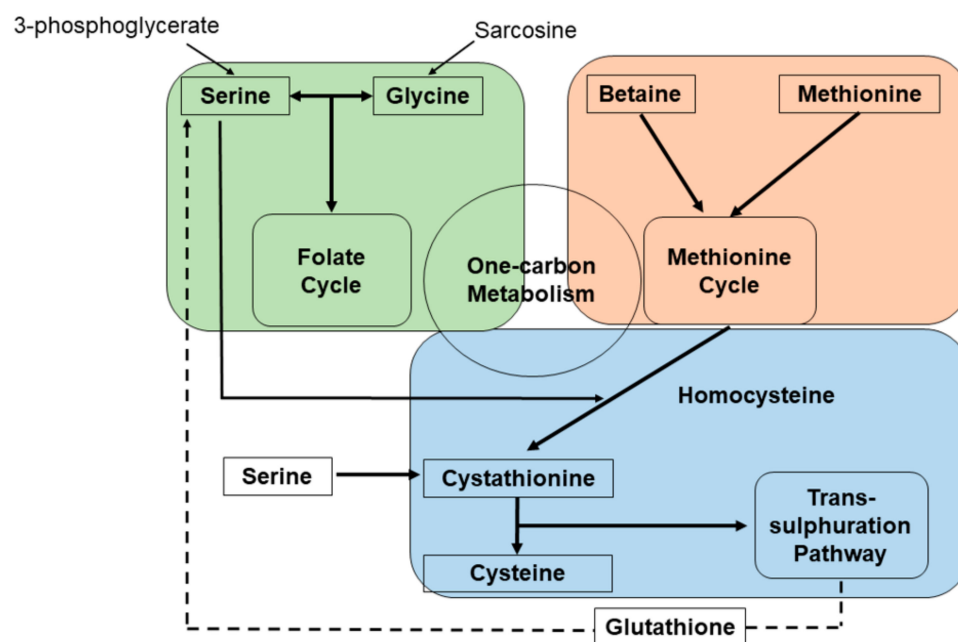 3-phosphoglycerate
Sarcosine
Serine
Glycine
Betaine
Methionine
Folate
Cycle
One-carbon
Metabolism
Methionine
Cycle
Homocysteine
Serine
Cystathionine
Trans-
sulphuration
Pathway
Cysteine
Glutathione